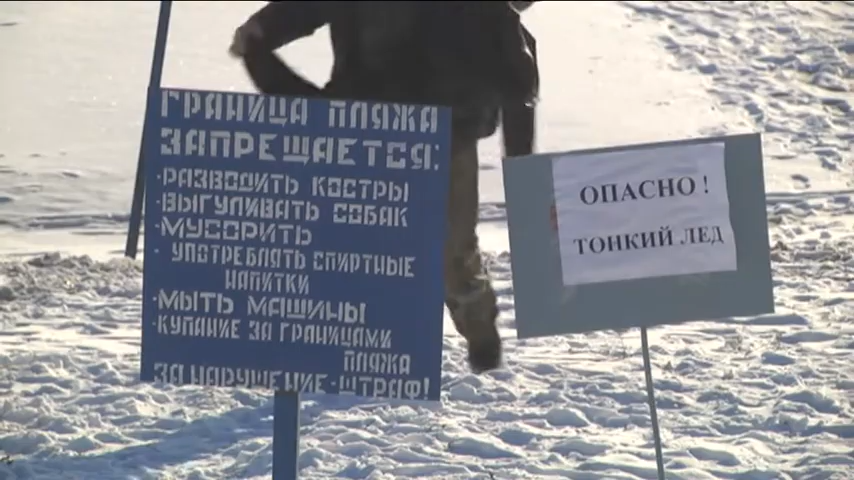 ГРАНИЦА ПЛЯЖА
ЗАПРЕЩАЕТСЯ:
·РАЗВОДИТЬ КОСТРЫ
·ВЫГУЛИВАТЬ СОБАК
·МУСОРИТЬ
·УПОТРЕБЛЯТЬ СПИРТНЫЕ
НАПИТКИ
·МЫТЬ МАШИНЫ
·КУПАНИЕ ЗА ГРАНИЦАМИ
ПЛЯЖА
ЗА НАРУШЕНИЕ-ШТРАФ!
ОПАСНО!
ТОНКИЙ ЛЕД